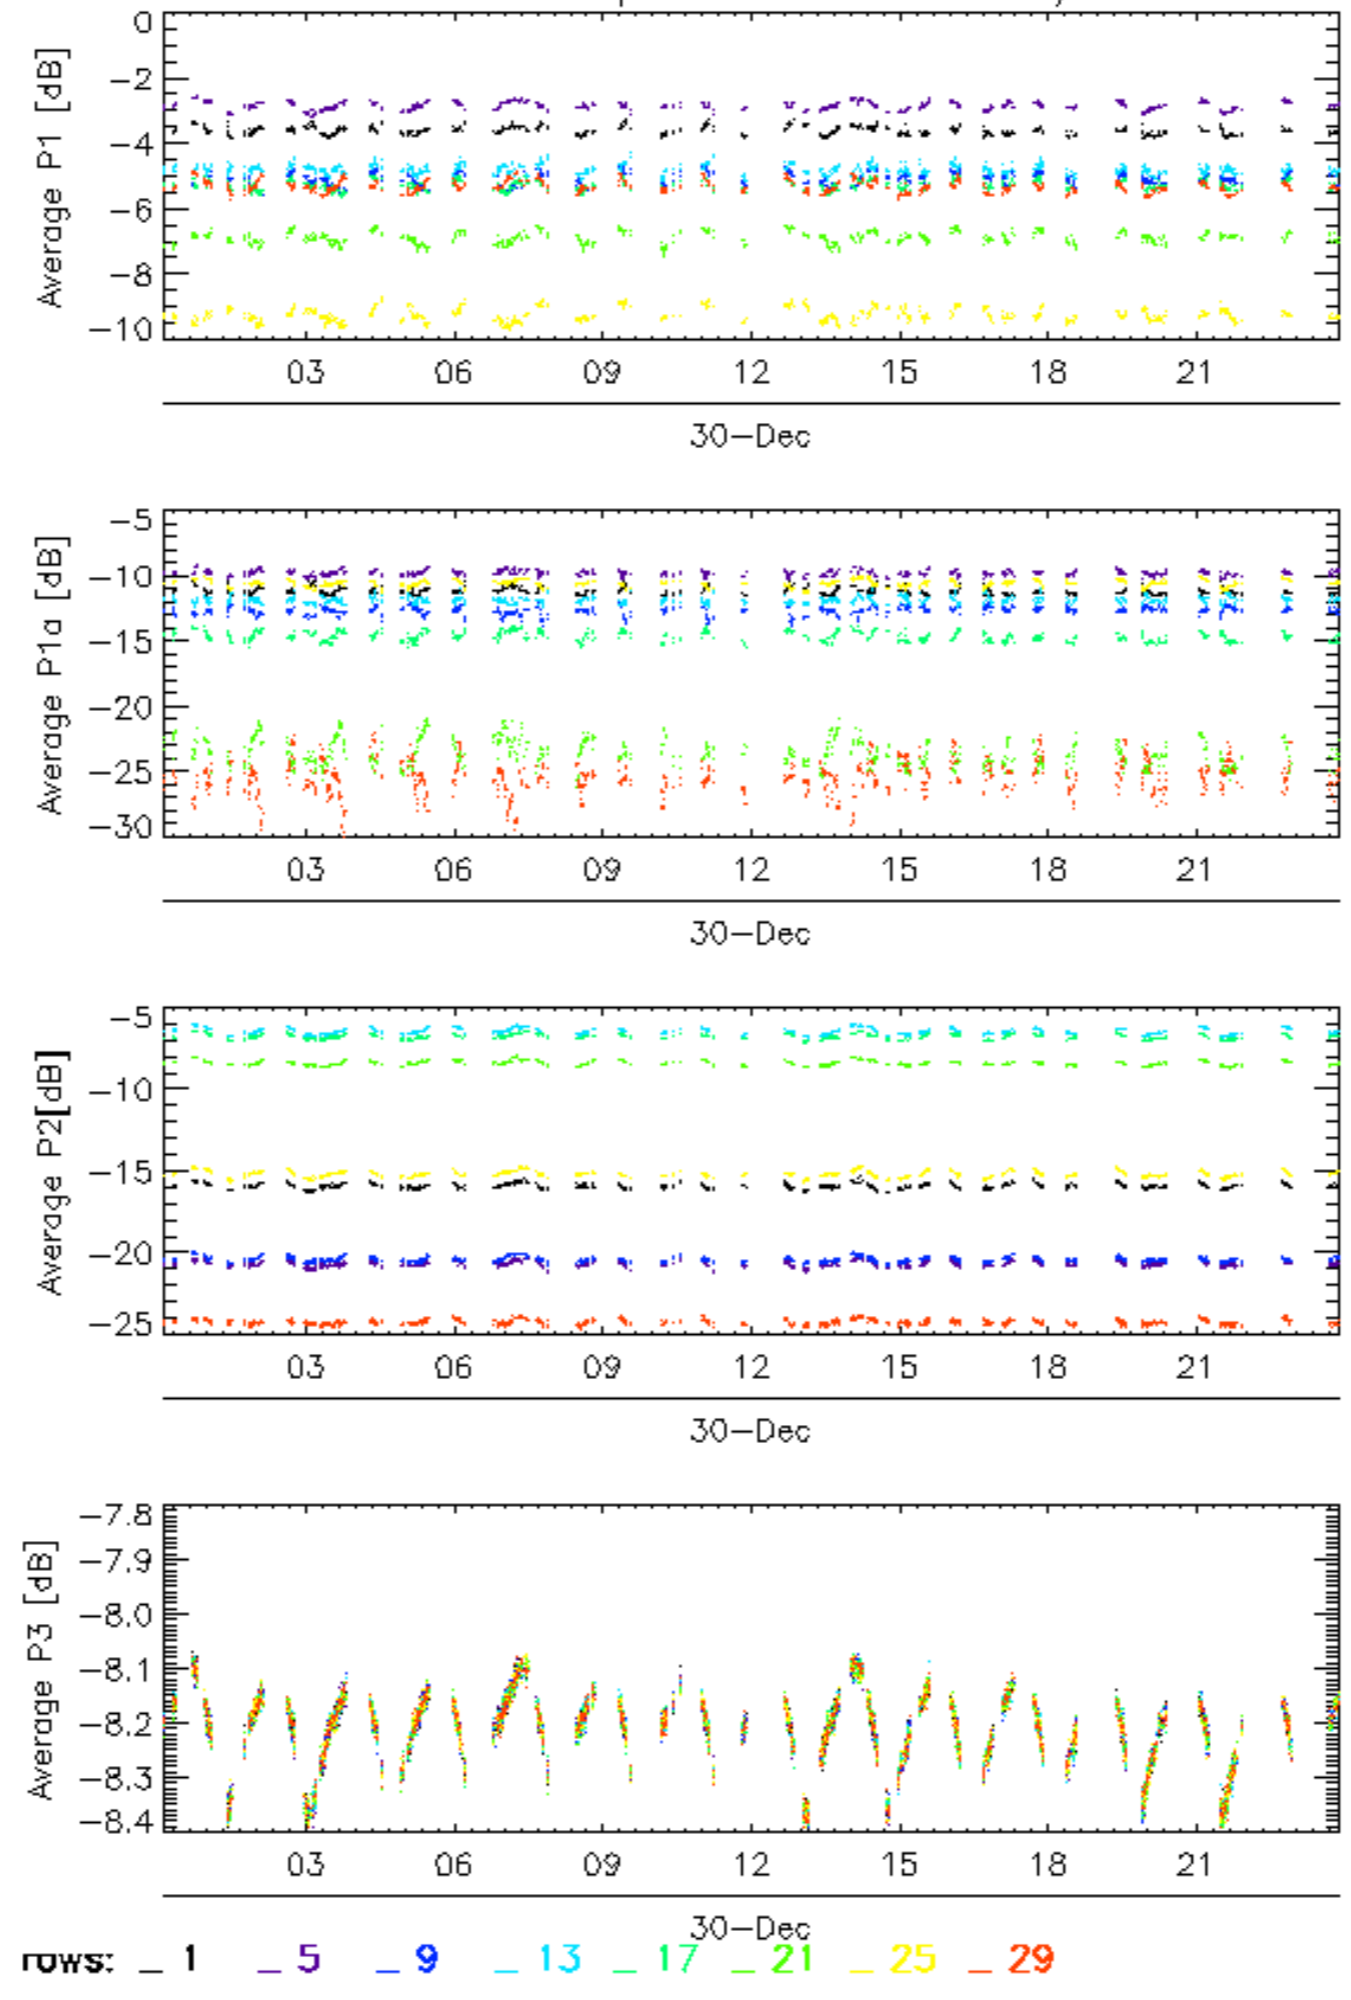 Average P1 [dB]
0
−2
−4
−6
−8
−10
03 06 09 12 15 18 21
30−Dec
Average P1a [dB]
−5
−10
−15
−20
−25
−30
03 06 09 12 15 18 21
30−Dec
Average P2[dB]
−5
−10
−15
−20
−25
03 06 09 12 15 18 21
30−Dec
Average P3 [dB]
−7.8
−7.9
−8.0
−8.1
−8.2
−8.3
−8.4
03 06 09 12 15 18 21
30−Dec
rows: _ 1 _ 5 _ 9 _ 13 _ 17 _ 21 _ 25 _ 29